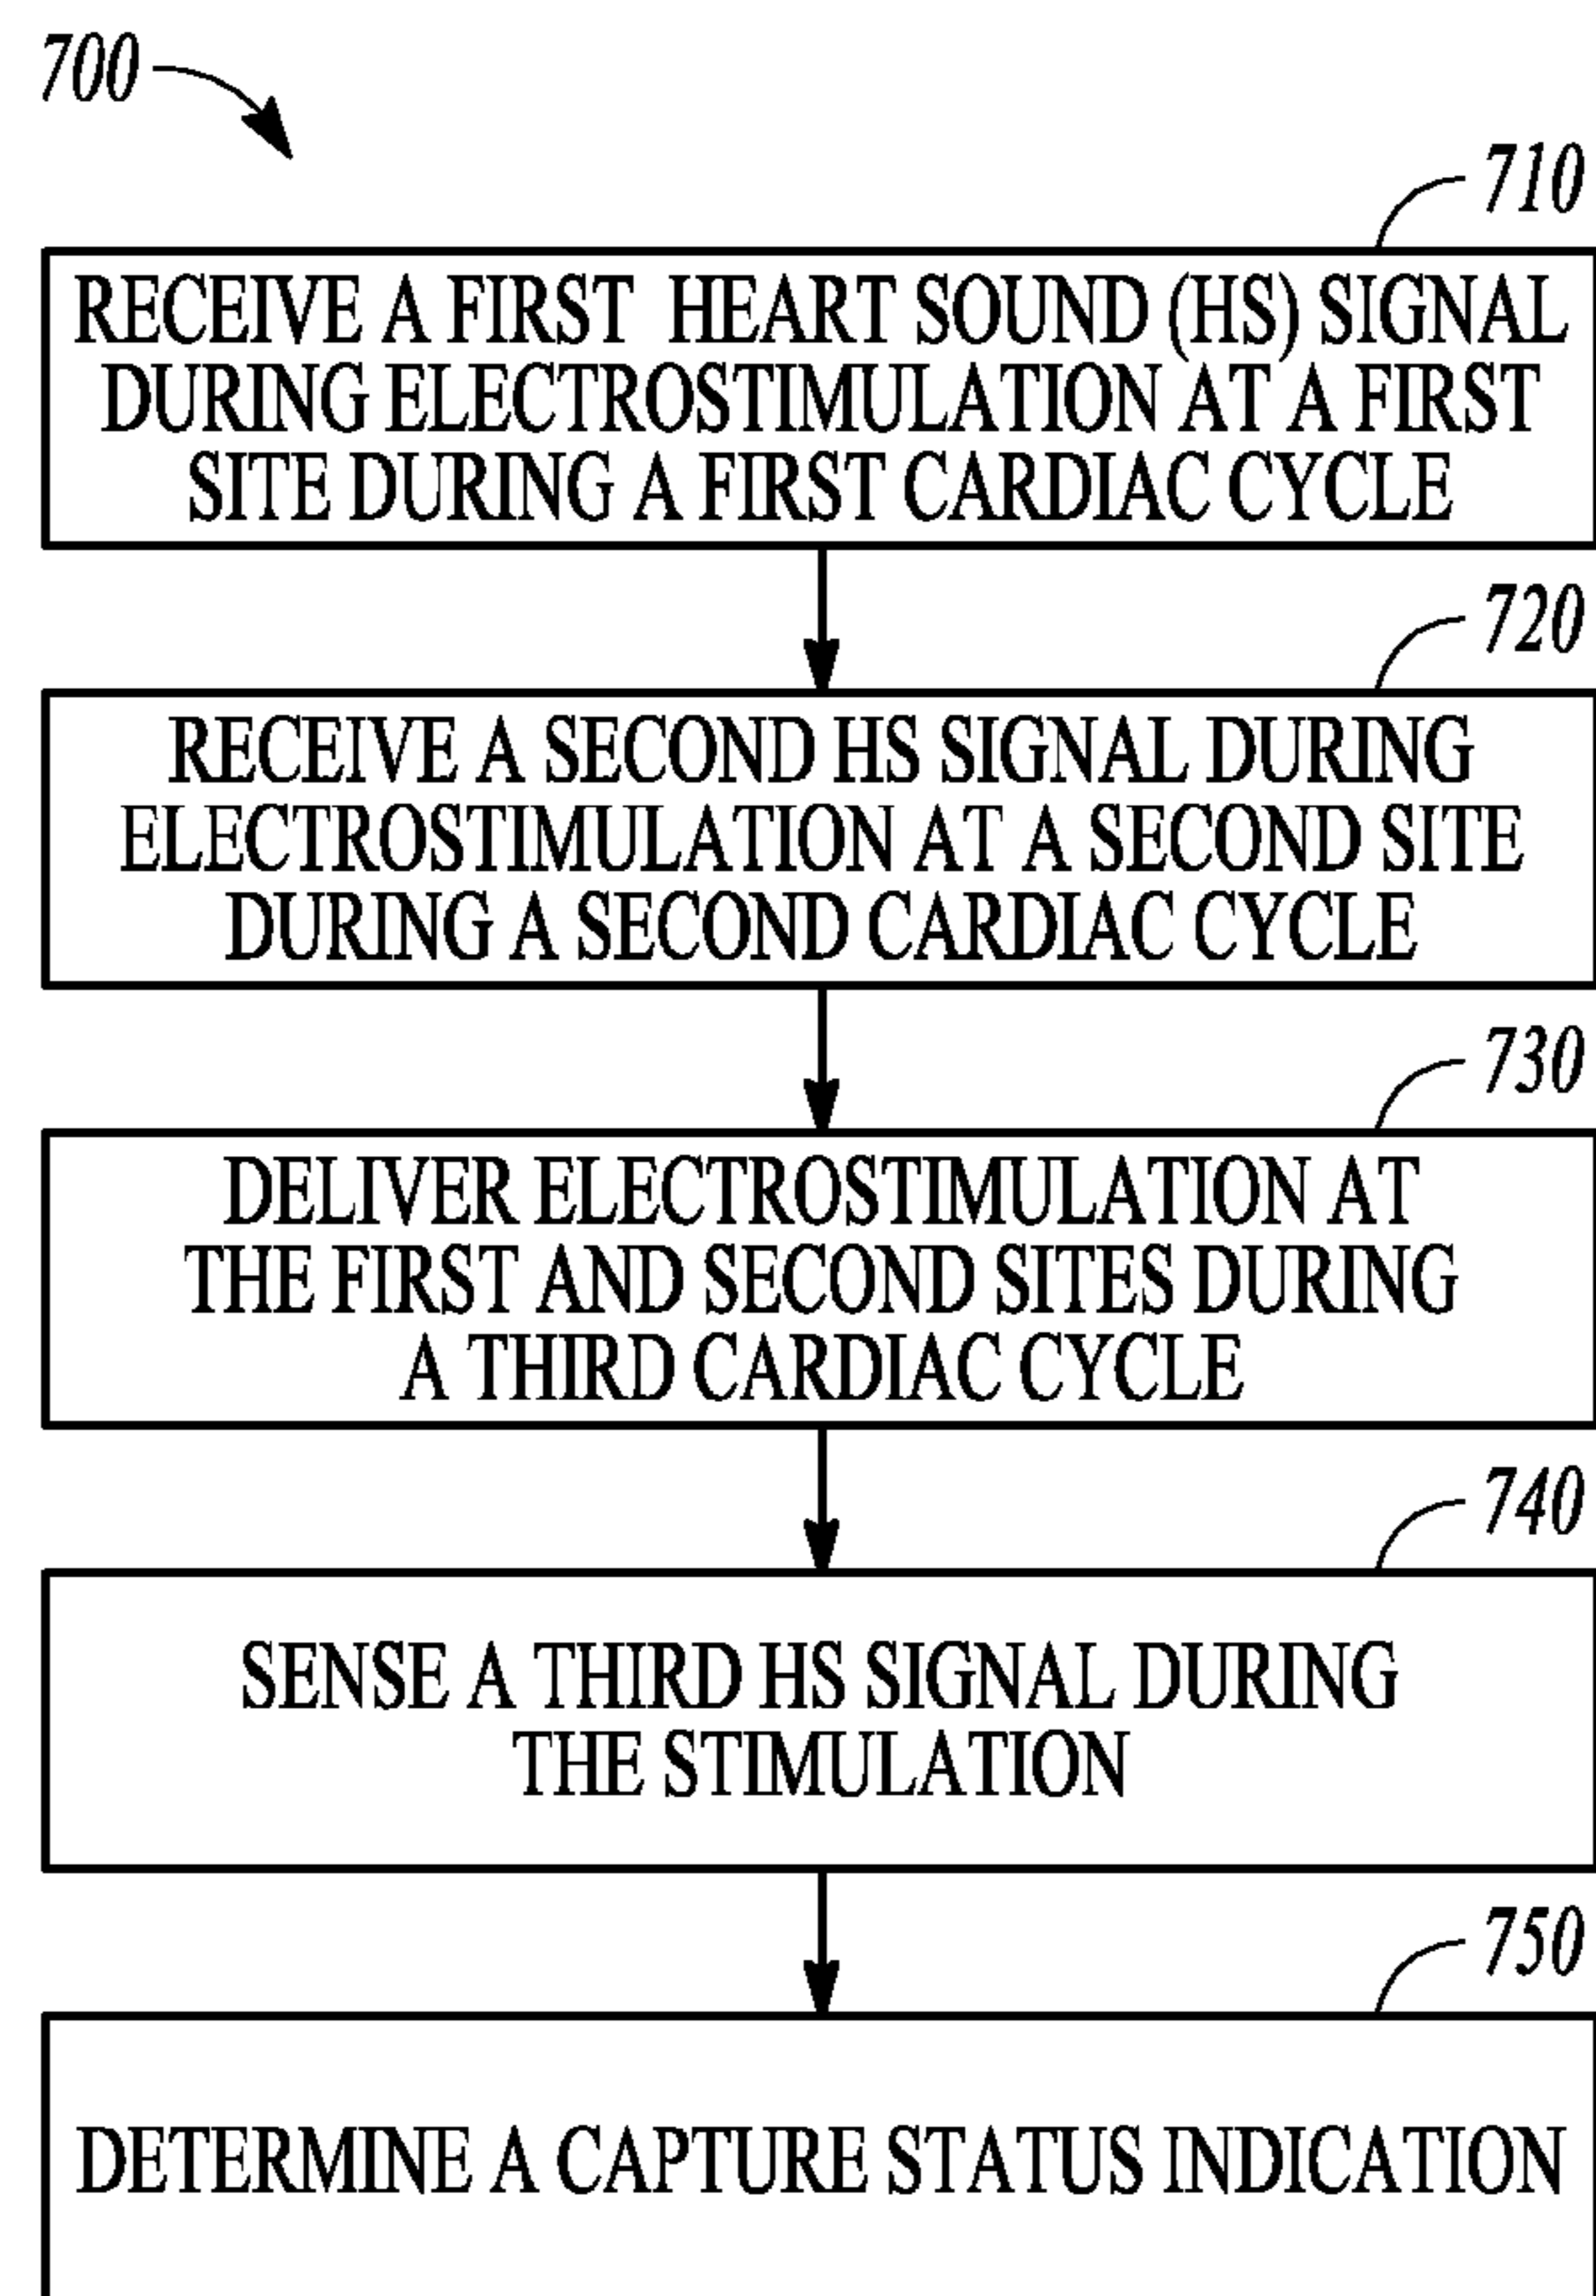 700
710
RECEIVE A FIRST HEART SOUND (HS) SIGNAL
DURING ELECTROSTIMULATION AT A FIRST
SITE DURING A FIRST CARDIAC CYCLE
720
RECEIVE A SECOND HS SIGNAL DURING
ELECTROSTIMULATION AT A SECOND SITE
DURING A SECOND CARDIAC CYCLE
730
DELIVER ELECTROSTIMULATION AT
THE FIRST AND SECOND SITES DURING
A THIRD CARDIAC CYCLE
740
SENSE A THIRD HS SIGNAL DURING
THE STIMULATION
750
DETERMINE A CAPTURE STATUS INDICATION